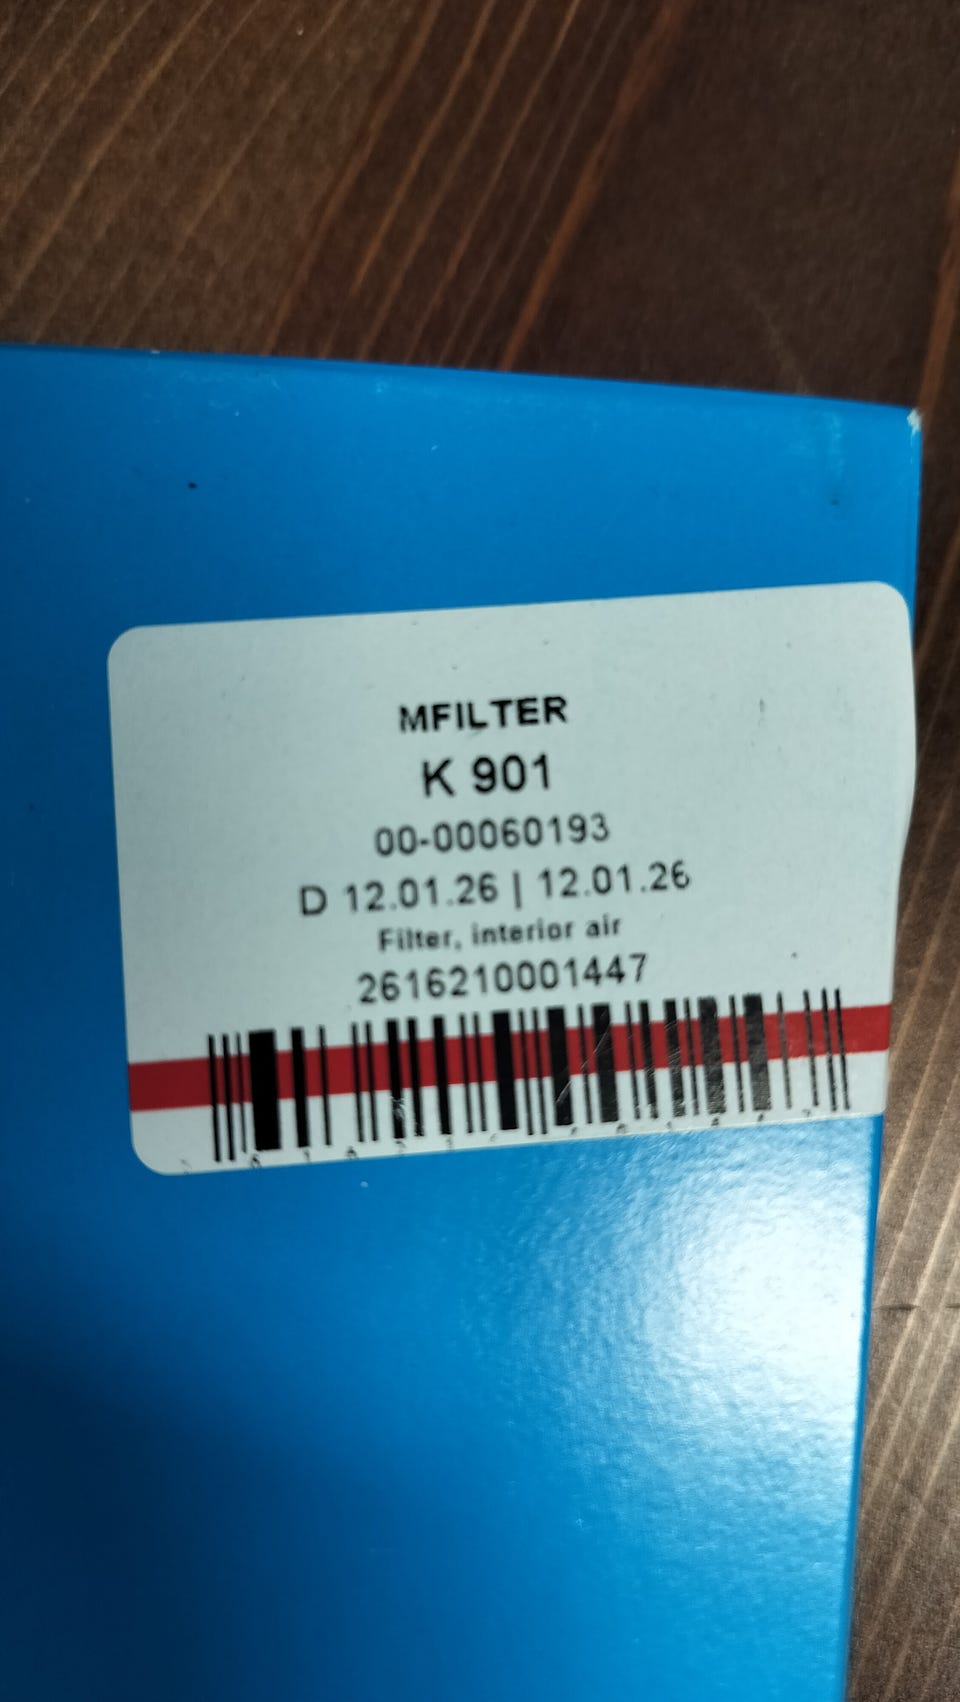 MFILTER
K 901
00-00060193
D 12.01.26 | 12.01.26
Filter, interior air
2616210001447